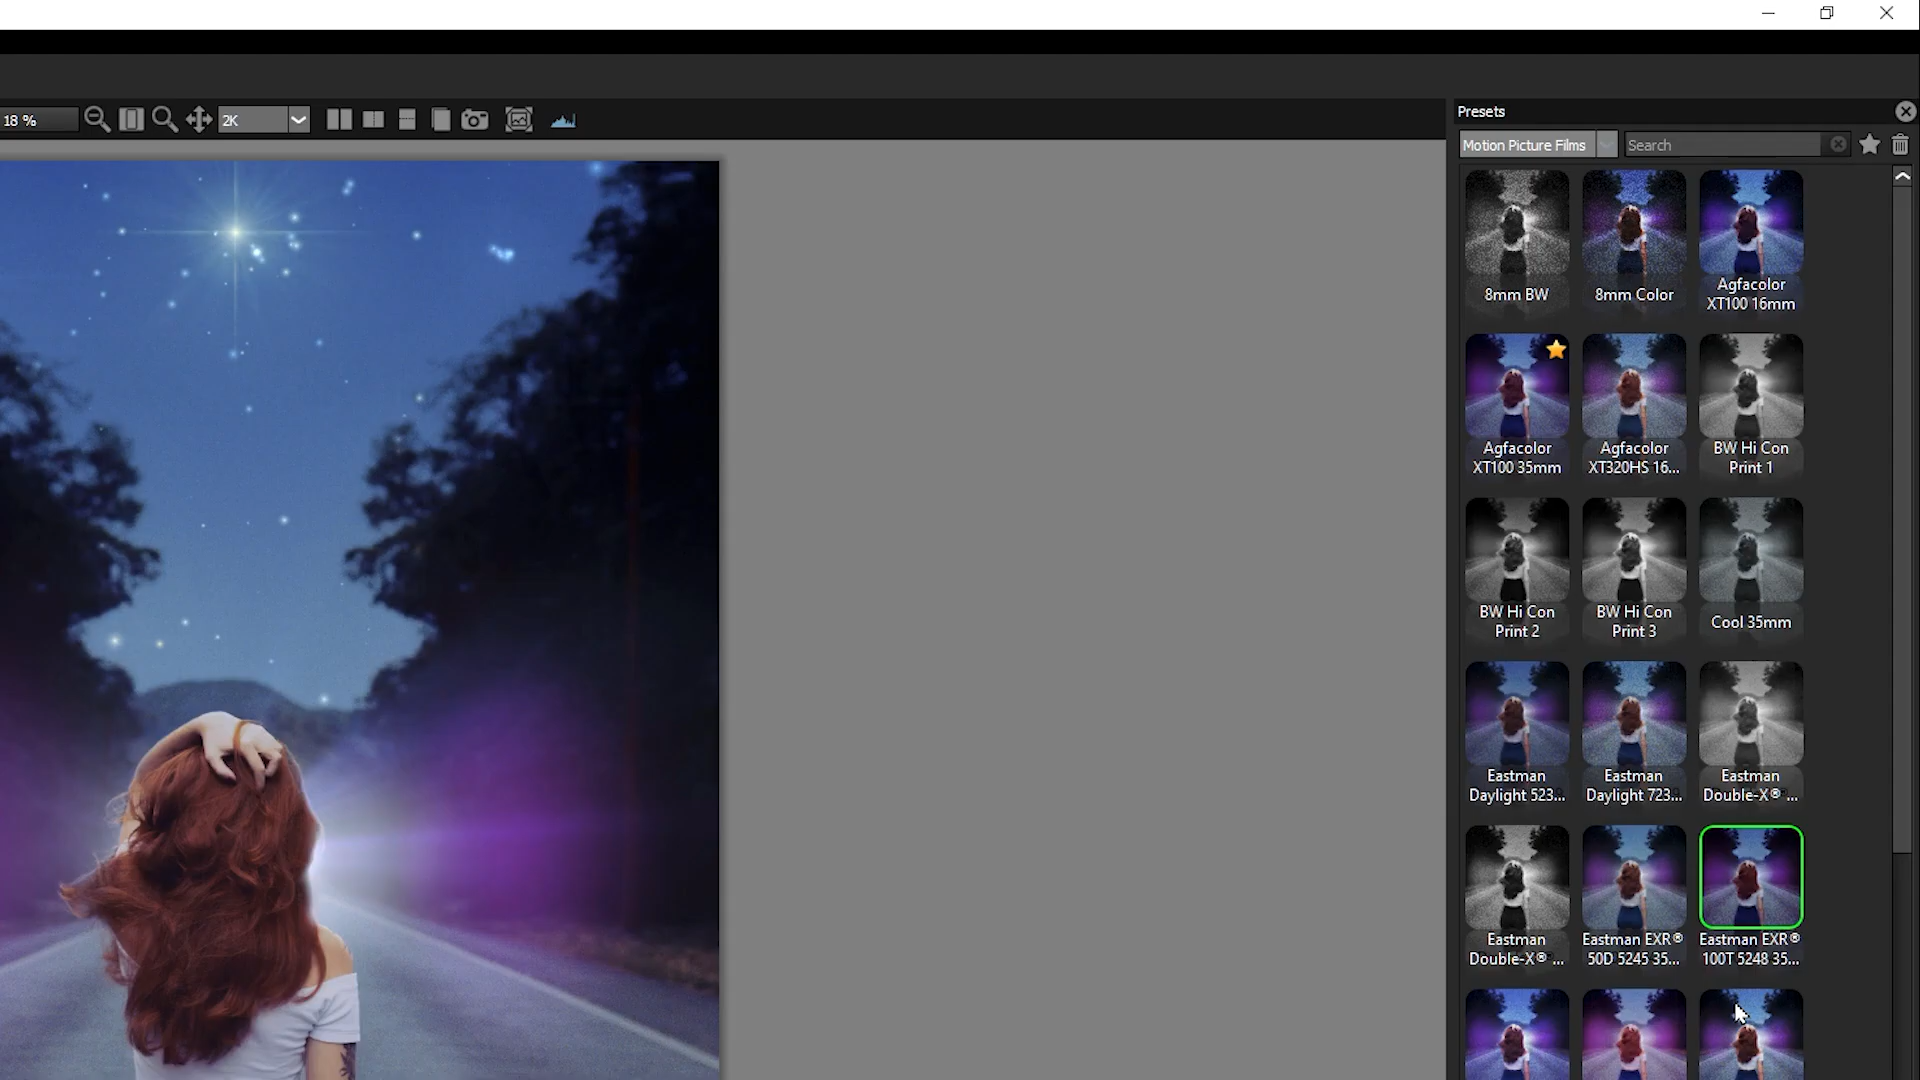 Presets
18 %
2K
Motion Picture Films
Search
8mm BW
8mm Color
Agfacolor
XT100 16mm
Agfacolor
XT100 35mm
Agfacolor
XT320HS 16...
BW Hi Con
Print 1
BW Hi Con
Print 2
BW Hi Con
Print 3
Cool 35mm
Eastman
Daylight 523...
Eastman
Daylight 723...
Eastman
Double-X® ...
Eastman
Double-X® ...
Eastman EXR®
50D 5245 35...
Eastman EXR®
100T 5248 35...